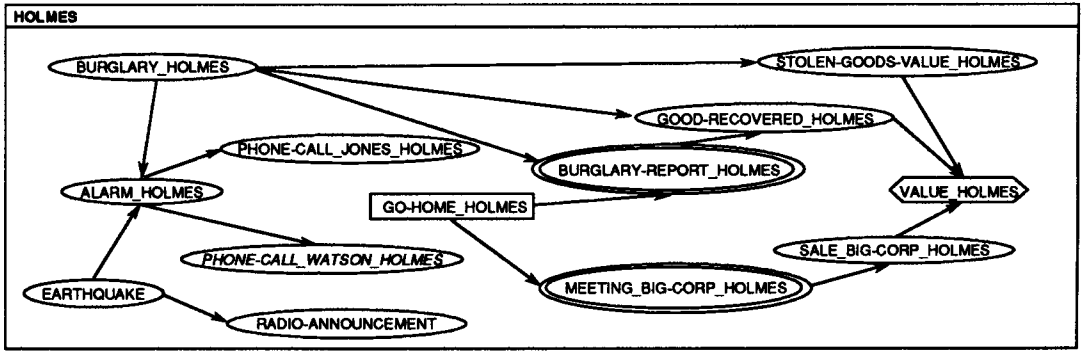 HOLMES
BURGLARY_HOLMES
STOLEN-GOODS-VALUE_HOLMES
GOOD-RECOVERED_HOLMES
PHONE-CALL_JONES_HOLMES
BURGLARY-REPORT_HOLMES
ALARM_HOLMES
VALUE_HOLMES
GO-HOME_HOLMES
SALE_BIG-CORP_HOLMES
PHONE-CALL_WATSON_HOLMES
MEETING_BIG-CORP_HOLMES
EARTHQUAKE
RADIO-ANNOUNCEMENT